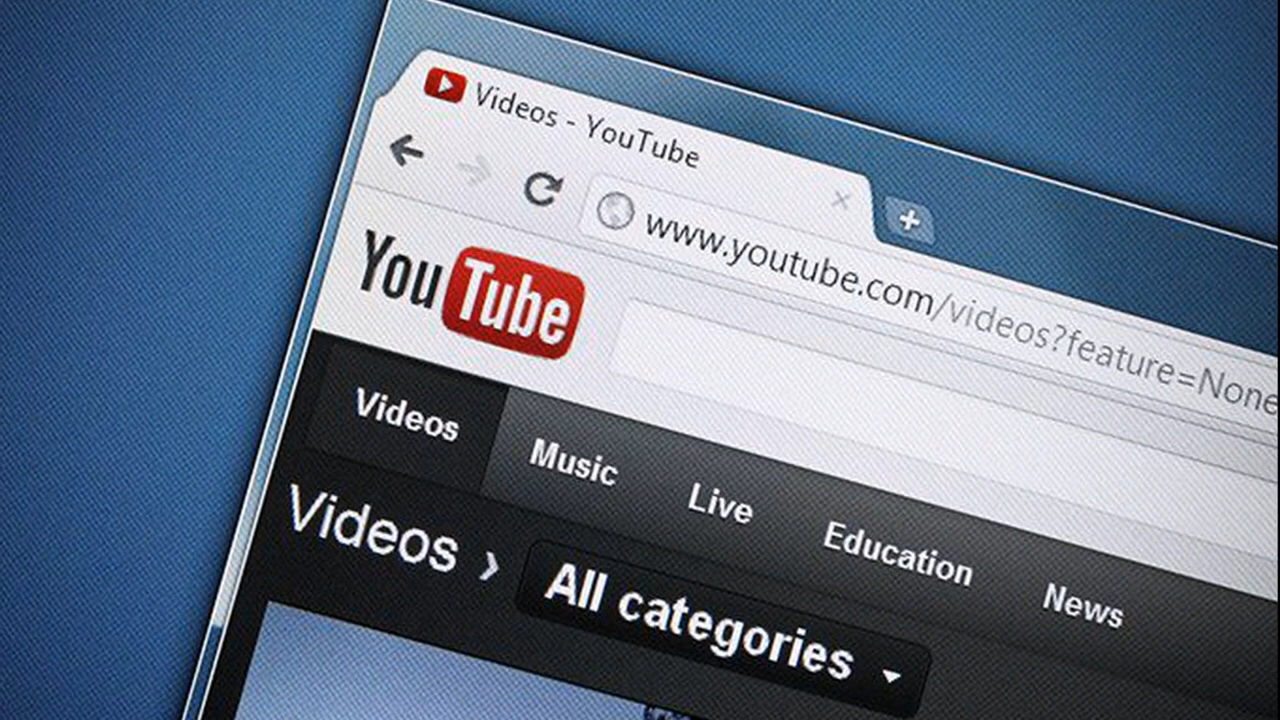 Videos - YouTube
www.youtube.com/videos?feature=None
YouTube
Videos Music Live Education News
Videos › All categories